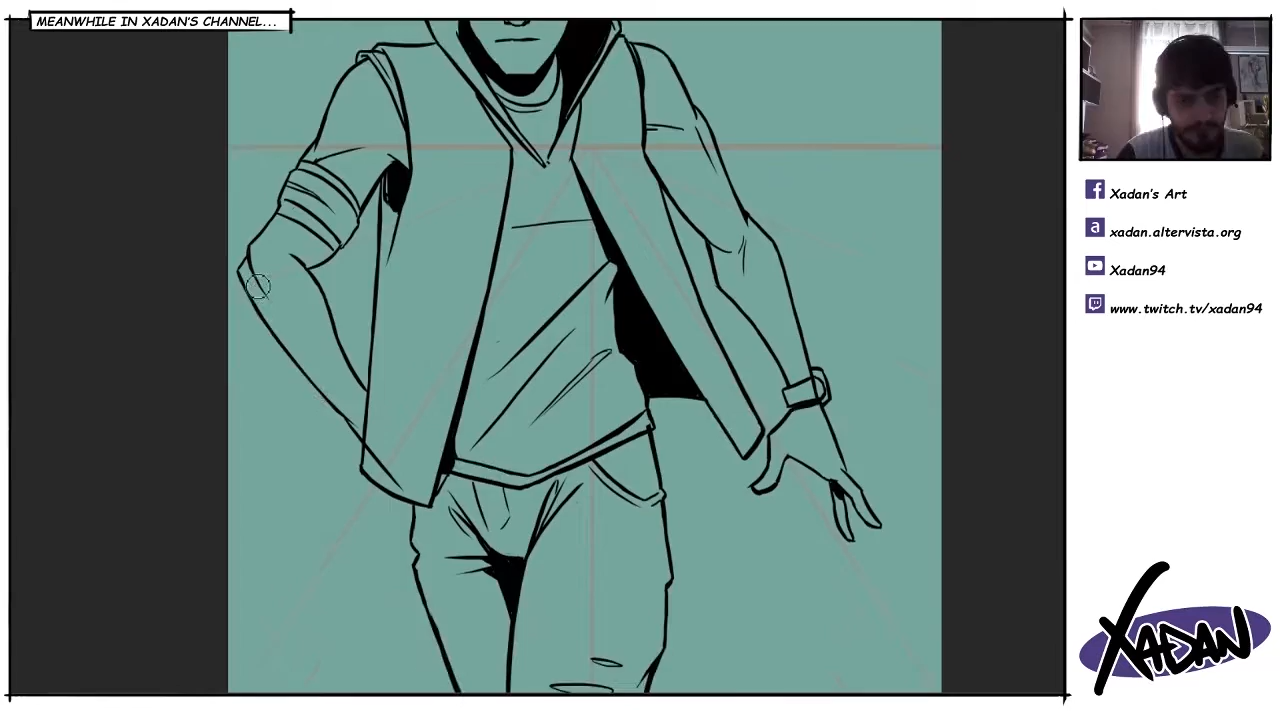 MEANWHILE IN XADAN'S CHANNEL...
Xadan's Art
xadan.altervista.org
Xadan94
www.twitch.tv/xadan94
XADAN